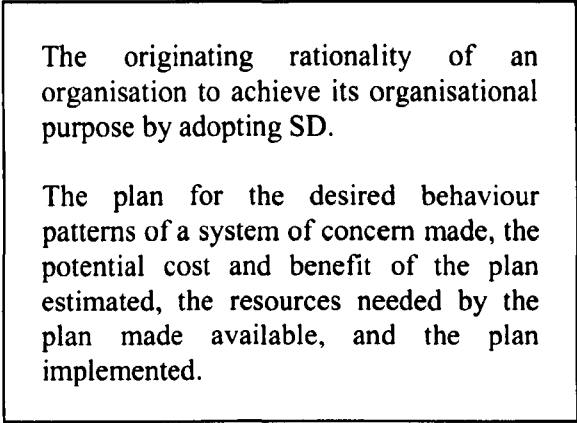 The originating rationality of an
organisation to achieve its organisational
purpose by adopting SD.
The plan for the desired behaviour
patterns of a system of concern made, the
potential cost and benefit of the plan
estimated, the resources needed by the
plan made available, and the plan
implemented.